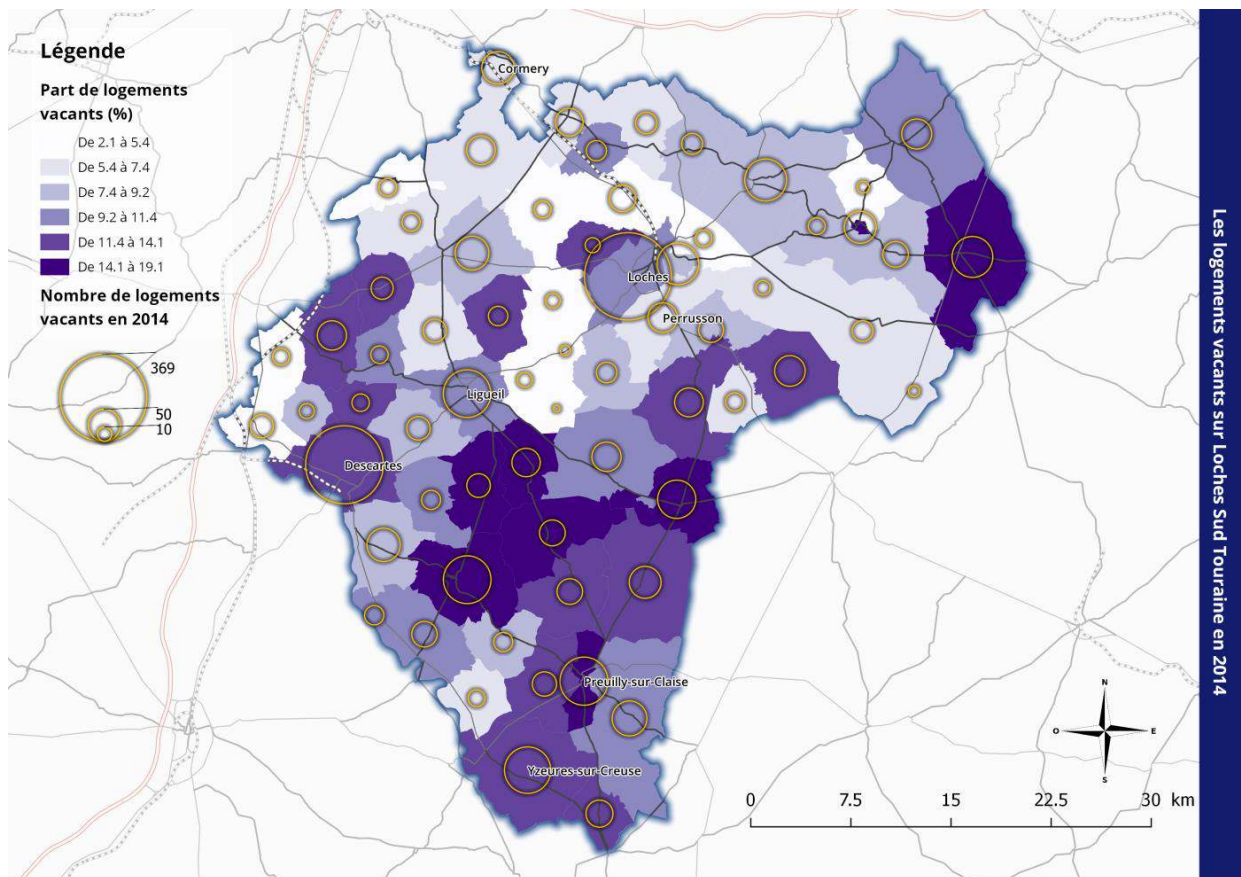 Légende
Part de logements
vacants (%)
De 2.1 à 5.4
De 5.4 à 7.4
De 7.4 à 9.2
De 9.2 à 11.4
De 11.4 à 14.1
De 14.1 à 19.1
Nombre de logements
vacants en 2014
369
50
10
Cormery
Loches
Perrusson
Ligueil
Descartes
Preuilly-sur-Claise
Yzeures-sur-Creuse
N
O
E
S
0 7.5 15 22.5 30 km
Les logements vacants sur Loches Sud Touraine en 2014